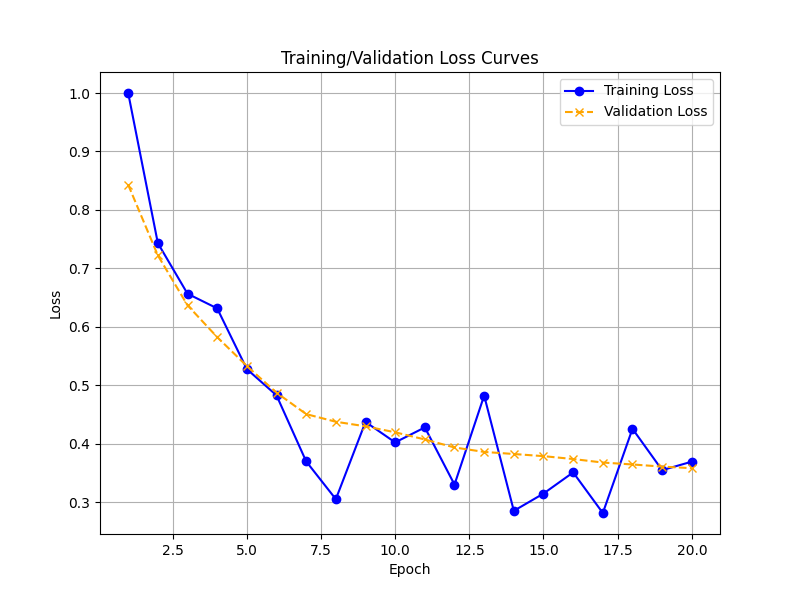 Training/Validation Loss Curves
Training Loss
Validation Loss
1.0
0.9
0.8
0.7
0.6
0.5
0.4
0.3
Loss
2.5 5.0 7.5 10.0 12.5 15.0 17.5 20.0
Epoch